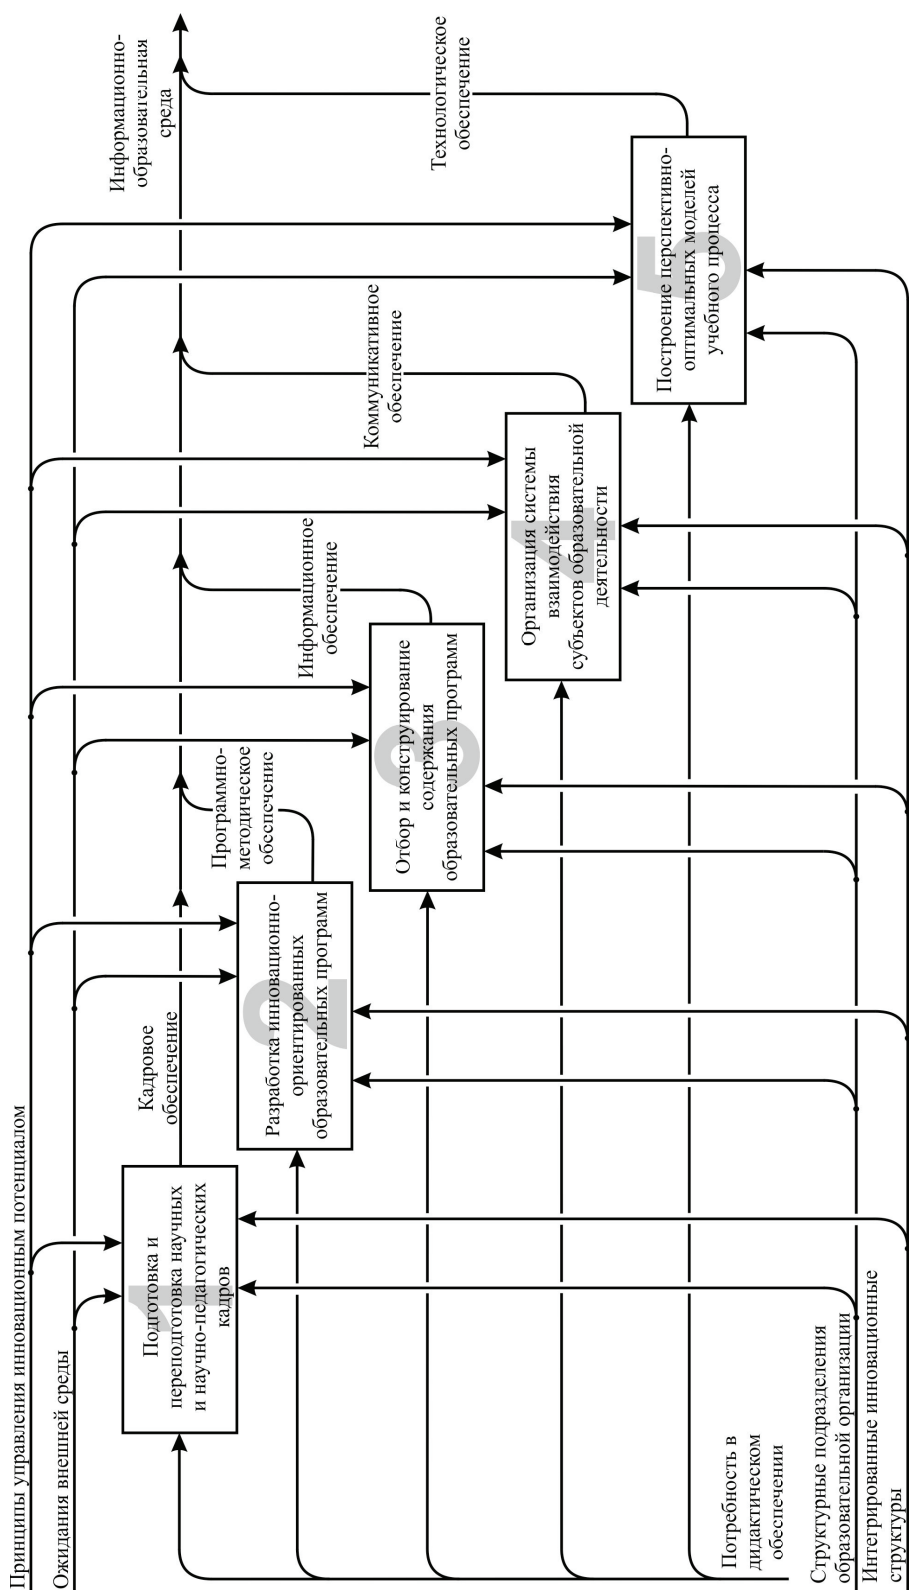 Принципы управления инновационным потенциалом
Ожидания внешней среды
Подготовка и
переподготовка научных
и научно-педагогических
кадров
1
Кадровое
обеспечение
Разработка инновационно-
ориентированных
образовательных программ
2
Программно-
методическое
обеспечение
Отбор и конструирование
содержания
образовательных программ
3
Информационное
обеспечение
Организация системы
взаимодействия
субъектов образовательной
деятельности
4
Коммуникативное
обеспечение
Построение перспективно-
оптимальных моделей
учебного процесса
5
Технологическое
обеспечение
Информационно-
образовательная
среда
Потребность в
дидактическом
обеспечении
Структурные подразделения
образовательной организации
Интегрированные инновационные
структуры